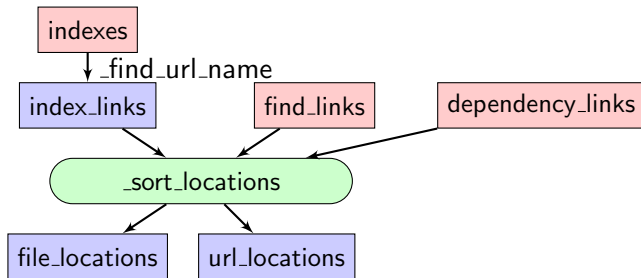 indexes
_find_url_name
index_links
find_links
dependency_links
_sort_locations
file_locations
url_locations